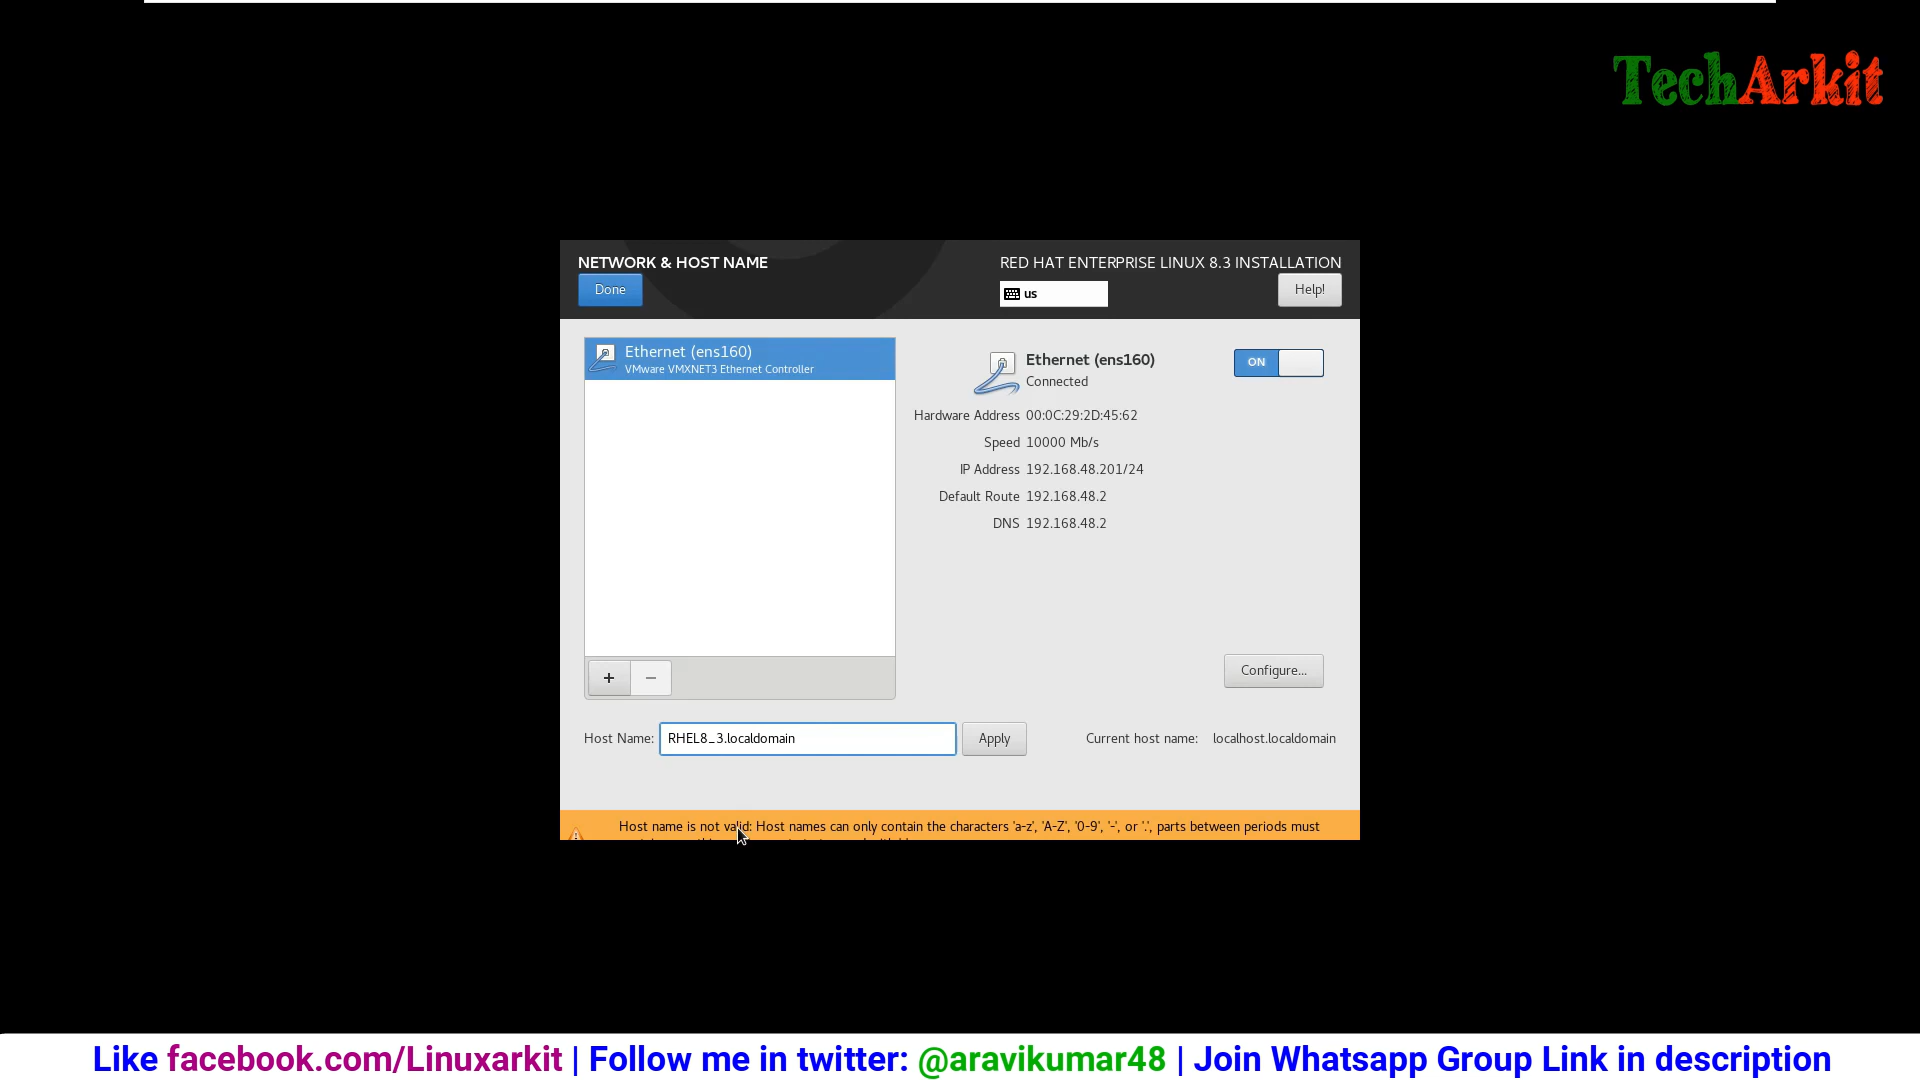 TechArkit
NETWORK & HOST NAME
RED HAT ENTERPRISE LINUX 8.3 INSTALLATION
Done
us
Help!
Ethernet (ens160)
VMware VMXNET3 Ethernet Controller
Ethernet (ens160)
Connected
ON
Hardware Address 00:0C:29:2D:45:62
Speed 10000 Mb/s
IP Address 192.168.48.201/24
Default Route 192.168.48.2
DNS 192.168.48.2
+ −
Configure...
Host Name: RHEL8_3.localdomain Apply Current host name: localhost.localdomain
Host name is not valid: Host names can only contain the characters 'a-z', 'A-Z', '0-9', '-', or '.', parts between periods must
Like facebook.com/Linuxarkit | Follow me in twitter: @aravikumar48 | Join Whatsapp Group Link in description